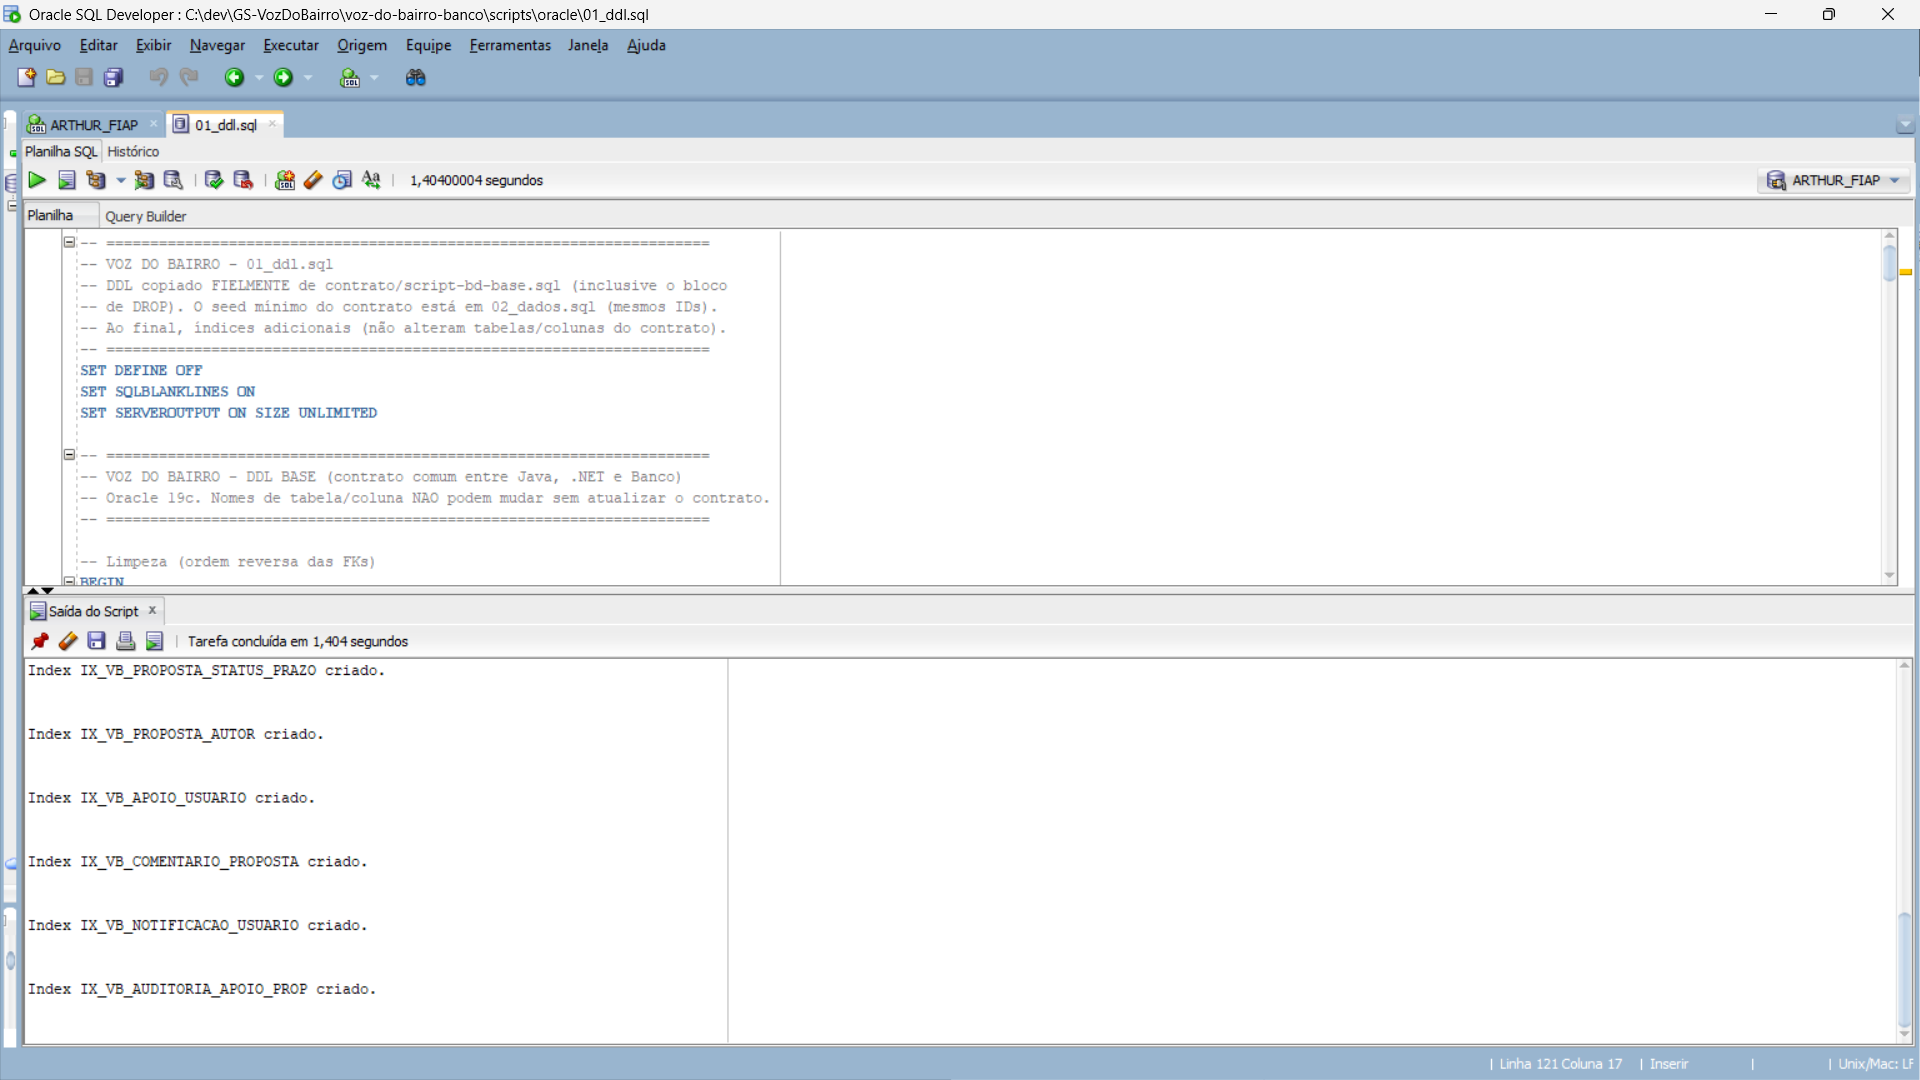 Oracle SQL Developer : C:\dev\GS-VozDoBairro\voz-do-bairro-banco\scripts\oracle\01_ddl.sql
Arquivo Editar Exibir Navegar Executar Origem Equipe Ferramentas Janela Ajuda
ARTHUR_FIAP 01_ddl.sql
Planilha SQL Histórico
1,40400004 segundos
ARTHUR_FIAP
Planilha Query Builder
-- =====================================================================
-- VOZ DO BAIRRO - 01_ddl.sql
-- DDL copiado FIELMENTE de contrato/script-bd-base.sql (inclusive o bloco
-- de DROP). O seed mínimo do contrato está em 02_dados.sql (mesmos IDs).
-- Ao final, índices adicionais (não alteram tabelas/colunas do contrato).
-- =====================================================================
SET DEFINE OFF
SET SQLBLANKLINES ON
SET SERVEROUTPUT ON SIZE UNLIMITED
-- =====================================================================
-- VOZ DO BAIRRO - DDL BASE (contrato comum entre Java, .NET e Banco)
-- Oracle 19c. Nomes de tabela/coluna NAO podem mudar sem atualizar o contrato.
-- =====================================================================
-- Limpeza (ordem reversa das FKs)
BEGIN
Saída do Script
Tarefa concluída em 1,404 segundos
Index IX_VB_PROPOSTA_STATUS_PRAZO criado.
Index IX_VB_PROPOSTA_AUTOR criado.
Index IX_VB_APOIO_USUARIO criado.
Index IX_VB_COMENTARIO_PROPOSTA criado.
Index IX_VB_NOTIFICACAO_USUARIO criado.
Index IX_VB_AUDITORIA_APOIO_PROP criado.
Linha 121 Coluna 17 | Inserir | | Unix/Mac: LF